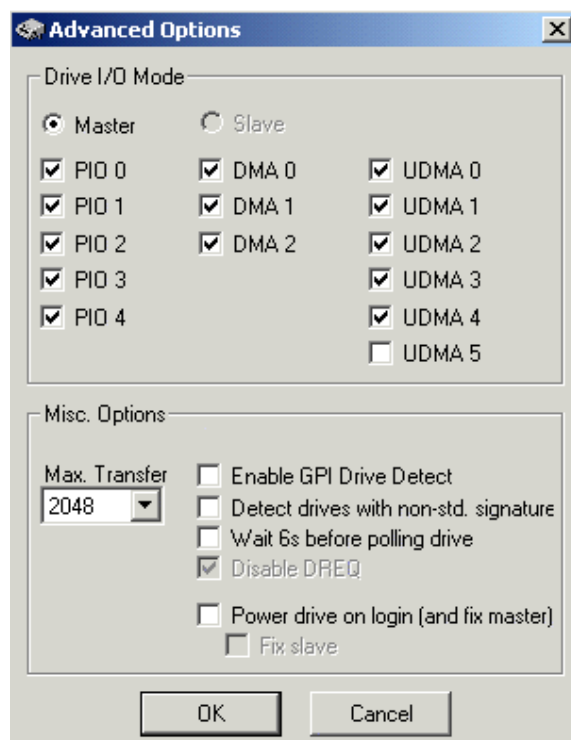 Advanced Options
Drive I/O Mode
Master Slave
PIO 0 DMA 0 UDMA 0
PIO 1 DMA 1 UDMA 1
PIO 2 DMA 2 UDMA 2
PIO 3 UDMA 3
PIO 4 UDMA 4
UDMA 5
Misc. Options
Max. Transfer
2048
Enable GPI Drive Detect
Detect drives with non-std. signature
Wait 6s before polling drive
Disable DREQ
Power drive on login (and fix master)
Fix slave
OK Cancel